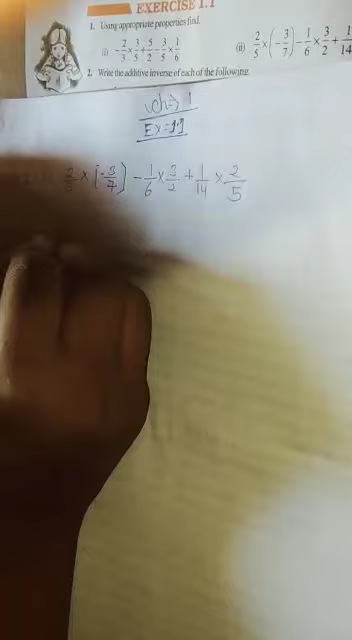 EXERCISE 1.1
1. Using appropriate properties find.
(i) -2/3 × 3/5 + 5/2 - 3/5 × 1/6
(ii) 2/5 × (-3/7) - 1/6 × 3/2 + 1/14
2. Write the additive inverse of each of the following.
Ch-1
Ex=1.1
2/5 × [-3/7] - 1/6 × 3/2 + 1/14 × 2/5